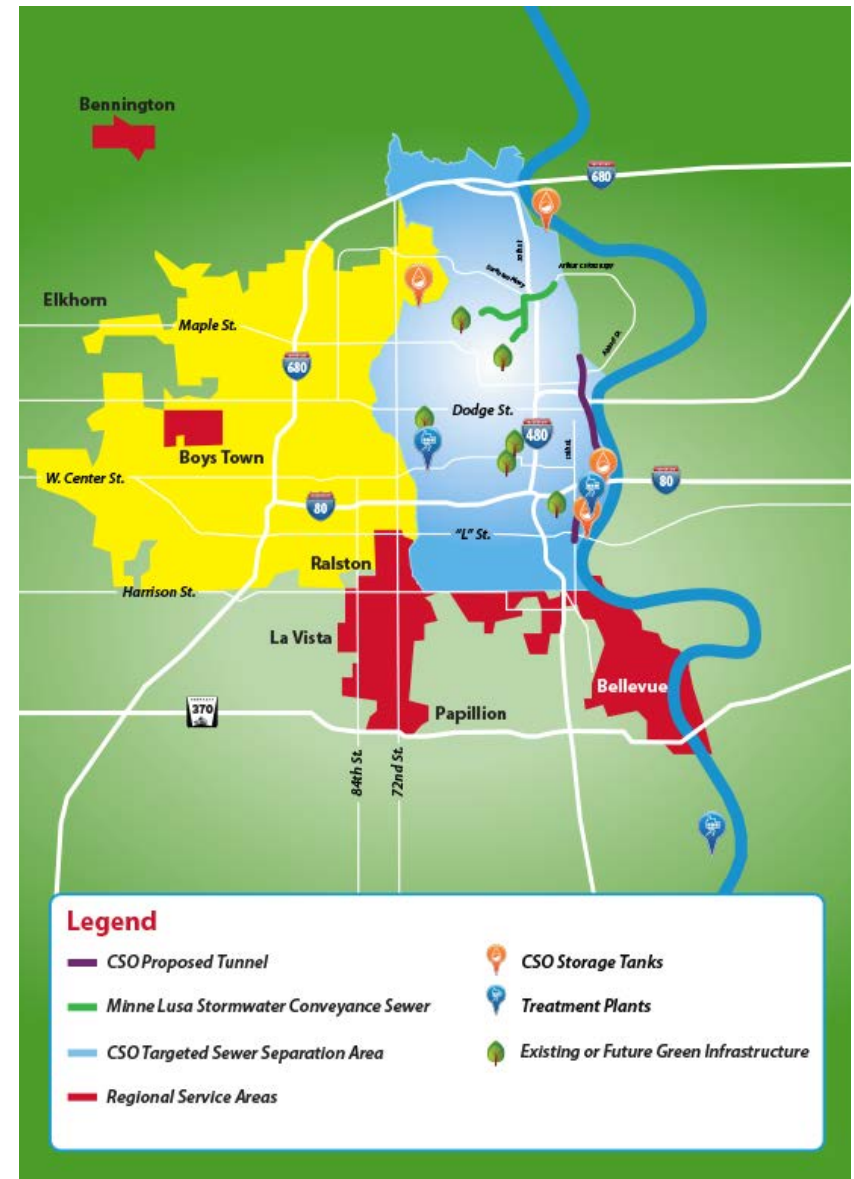 Bennington
680
Elkhorn
Maple St.
680
Dodge St.
480
Boys Town
W. Center St.
80
80
"L" St.
Ralston
Harrison St.
La Vista
Bellevue
370
Papillion
84th St.
72nd St.
Legend
CSO Proposed Tunnel
CSO Storage Tanks
Minne Lusa Stormwater Conveyance Sewer
Treatment Plants
CSO Targeted Sewer Separation Area
Existing or Future Green Infrastructure
Regional Service Areas